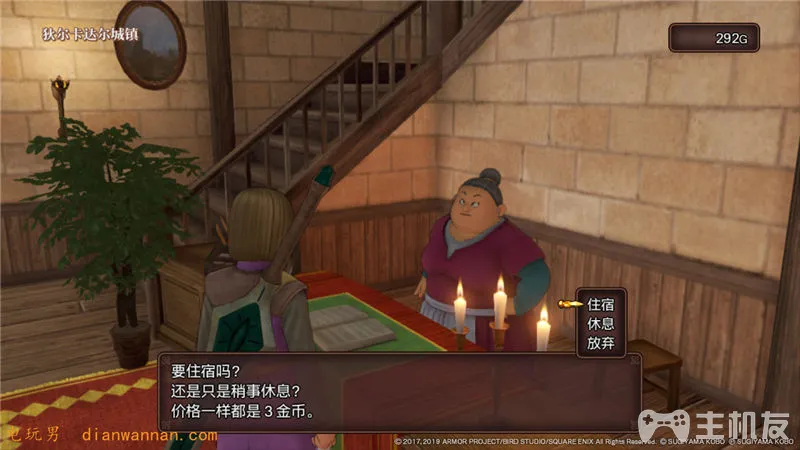 狄尔卡达尔城镇
292G
住宿
休息
放弃
要住宿吗？
还是只是稍事休息？
价格一样都是３金币。
电玩男 dianwannan.com
©2017, 2019 ARMOR PROJECT/BIRD STUDIO/SQUARE ENIX All Rights Reserved. ©SUGIYAMA KOBO ℗SUGIYAMA KOBO
主机友